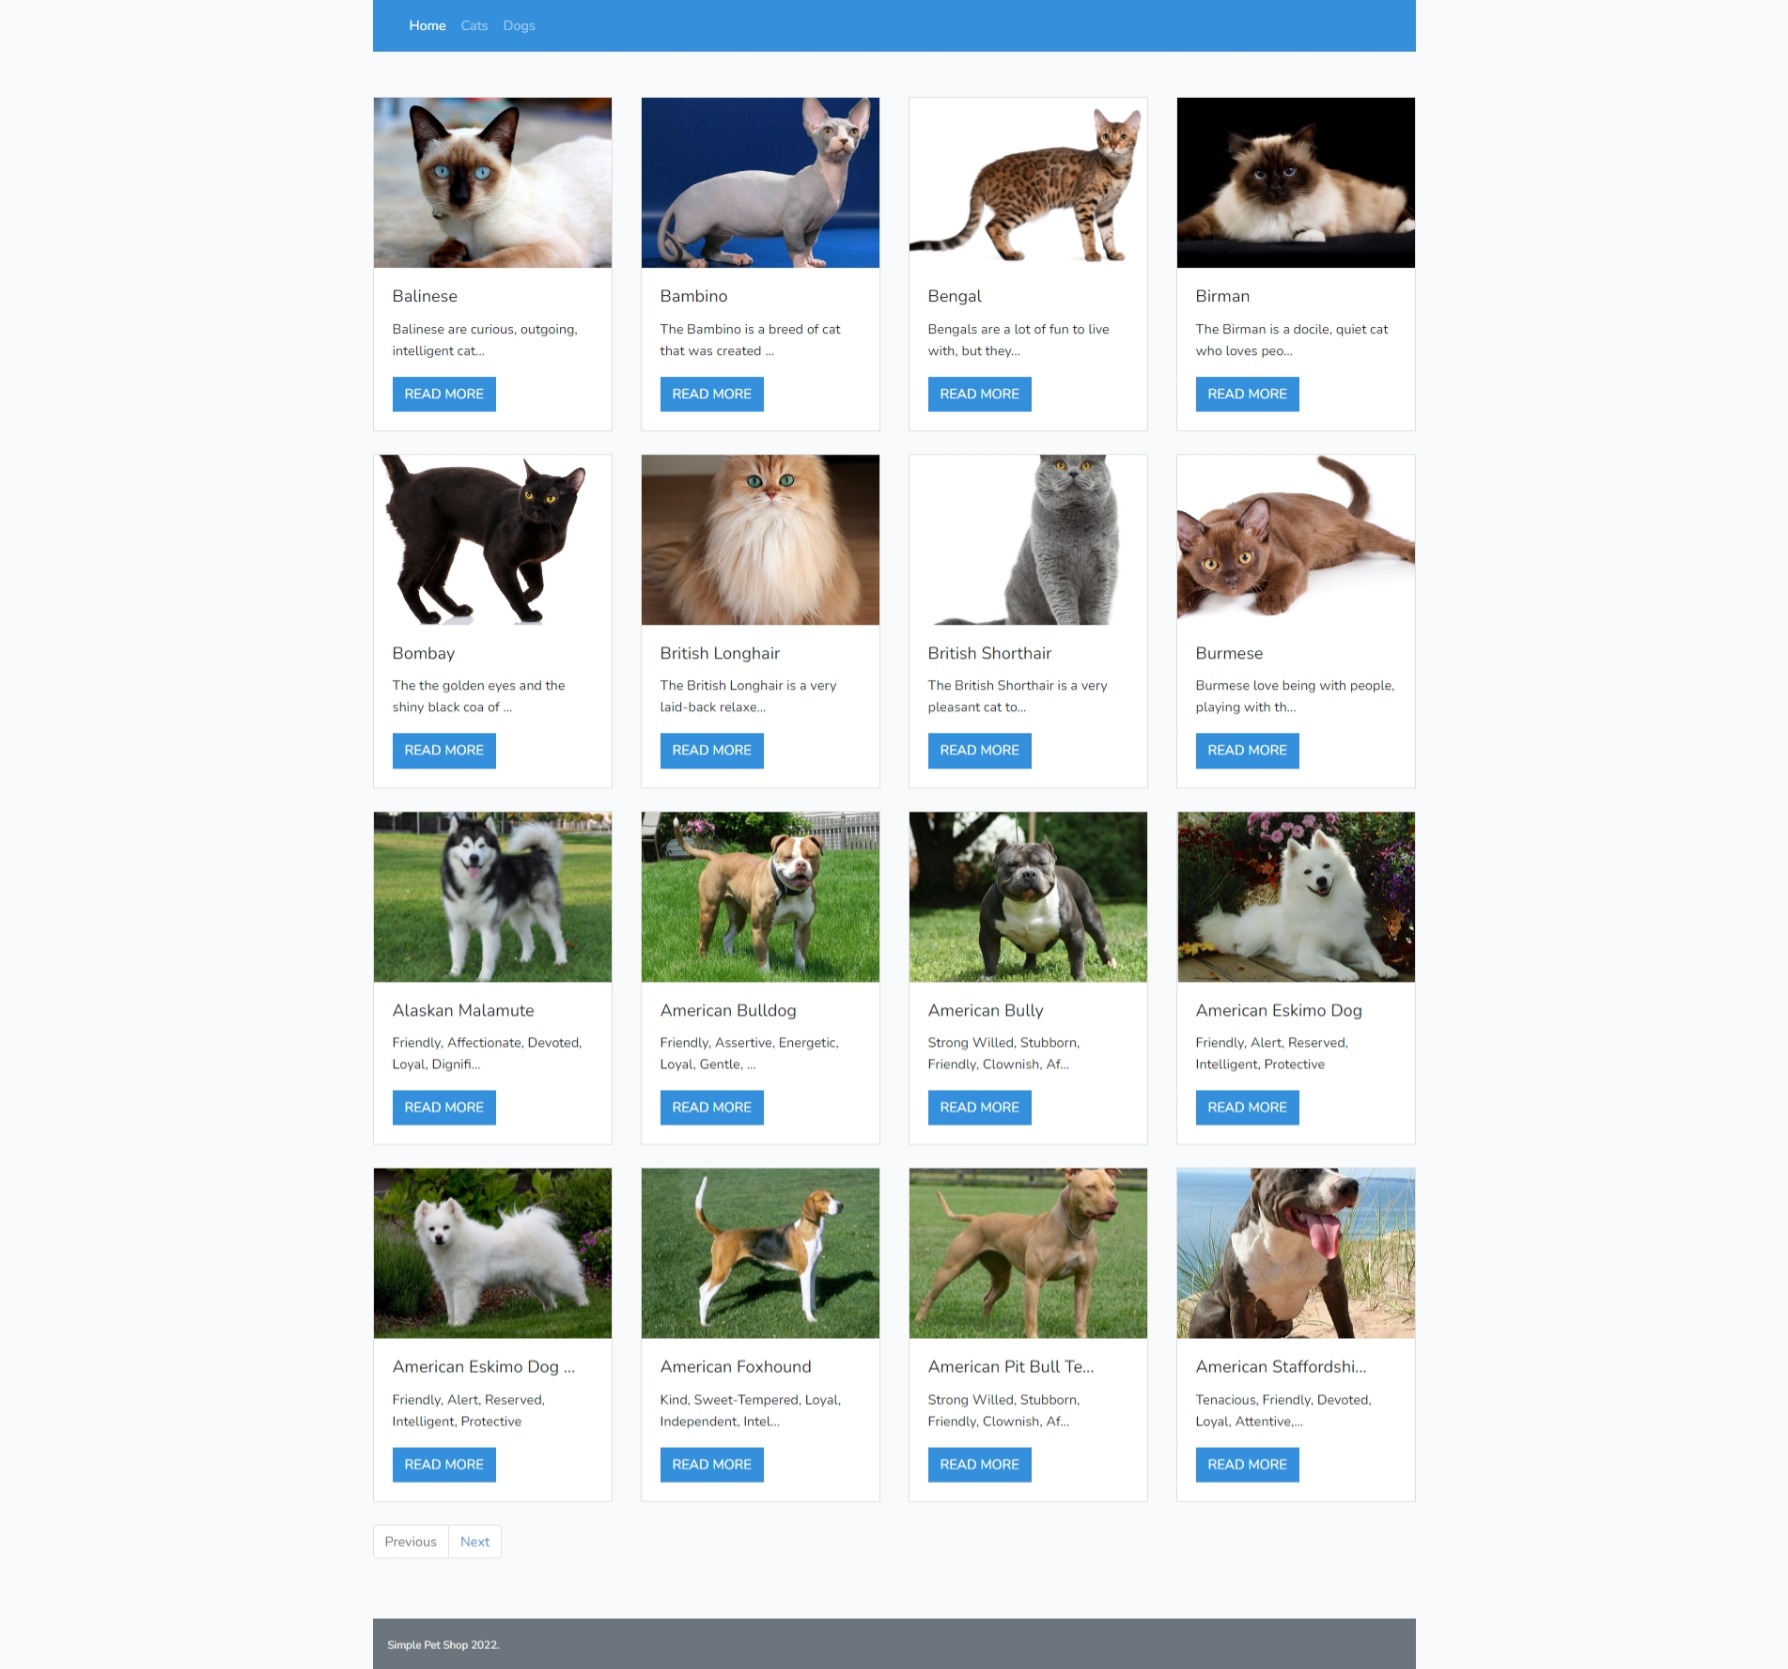 Home Cats Dogs
Balinese
Balinese are curious, outgoing,
intelligent cat...
READ MORE
Bambino
The Bambino is a breed of cat
that was created ...
READ MORE
Bengal
Bengals are a lot of fun to live
with, but they...
READ MORE
Birman
The Birman is a docile, quiet cat
who loves peo...
READ MORE
Bombay
The the golden eyes and the
shiny black coa of ...
READ MORE
British Longhair
The British Longhair is a very
laid-back relaxe...
READ MORE
British Shorthair
The British Shorthair is a very
pleasant cat to...
READ MORE
Burmese
Burmese love being with people,
playing with th...
READ MORE
Alaskan Malamute
Friendly, Affectionate, Devoted,
Loyal, Dignifi...
READ MORE
American Bulldog
Friendly, Assertive, Energetic,
Loyal, Gentle, ...
READ MORE
American Bully
Strong Willed, Stubborn,
Friendly, Clownish, Af...
READ MORE
American Eskimo Dog
Friendly, Alert, Reserved,
Intelligent, Protective
READ MORE
American Eskimo Dog ...
Friendly, Alert, Reserved,
Intelligent, Protective
READ MORE
American Foxhound
Kind, Sweet-Tempered, Loyal,
Independent, Intel...
READ MORE
American Pit Bull Te...
Strong Willed, Stubborn,
Friendly, Clownish, Af...
READ MORE
American Staffordshi...
Tenacious, Friendly, Devoted,
Loyal, Attentive,...
READ MORE
Previous Next
Simple Pet Shop 2022.